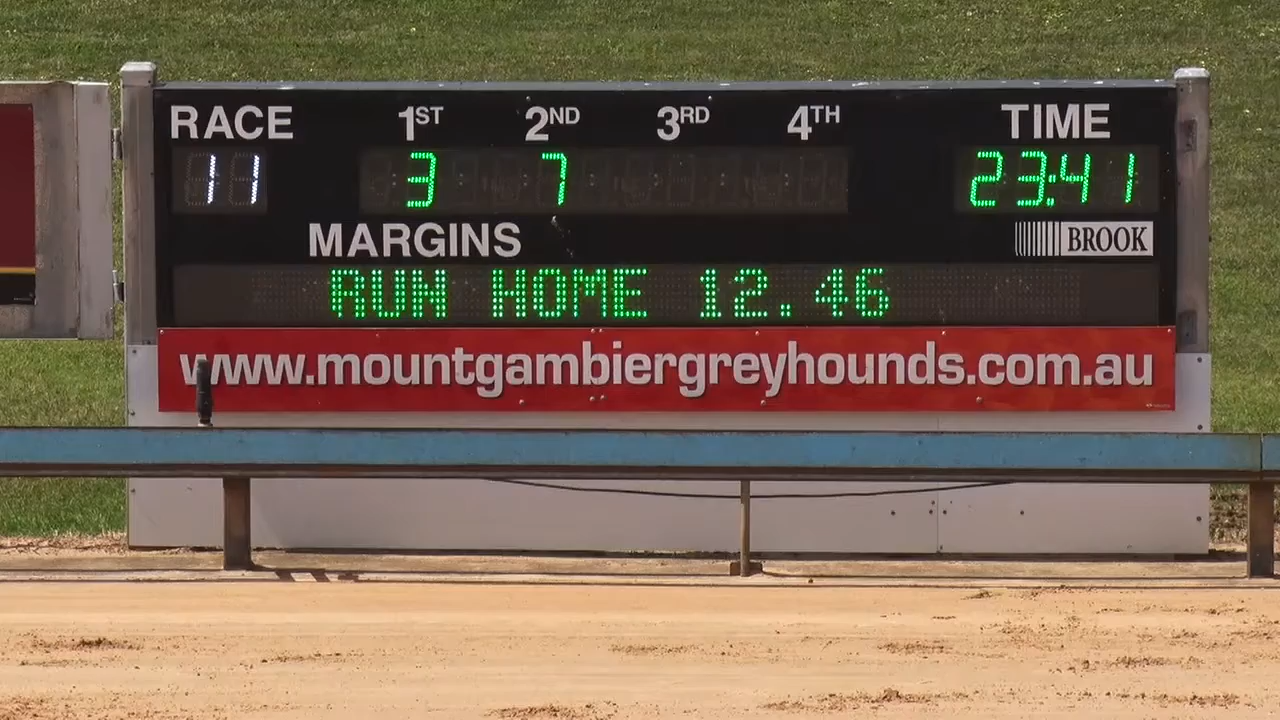 RACE 1ST 2ND 3RD 4TH TIME
11 3 7 23:41
MARGINS BROOK
RUN HOME 12.46
www.mountgambiergreyhounds.com.au